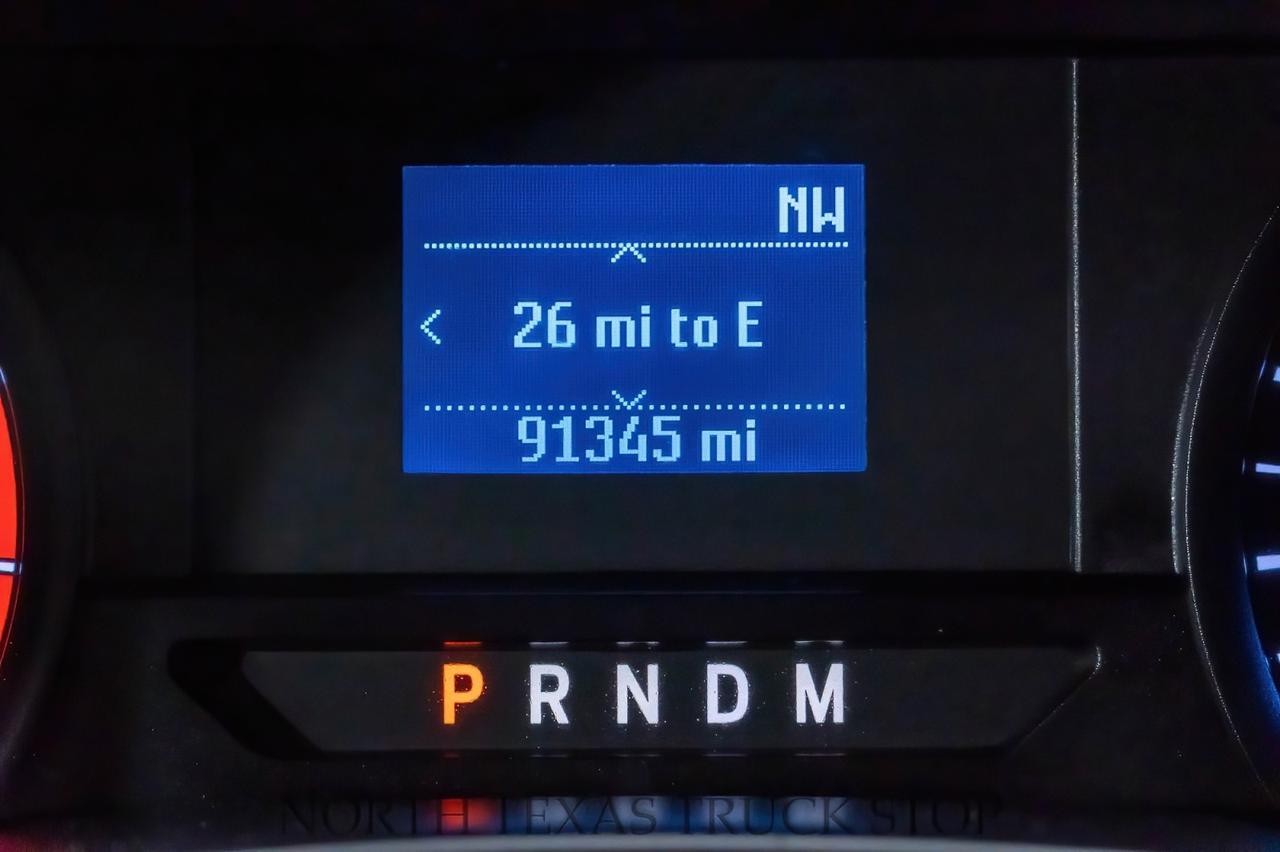 NW
26 mi to E
91345 mi
P R N D M
NORTH TEXAS TRUCK STOP